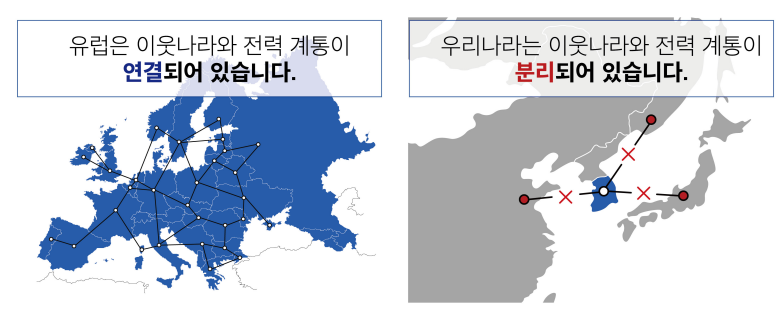 유럽은 이웃나라와 전력 계통이
연결되어 있습니다.
우리나라는 이웃나라와 전력 계통이
분리되어 있습니다.